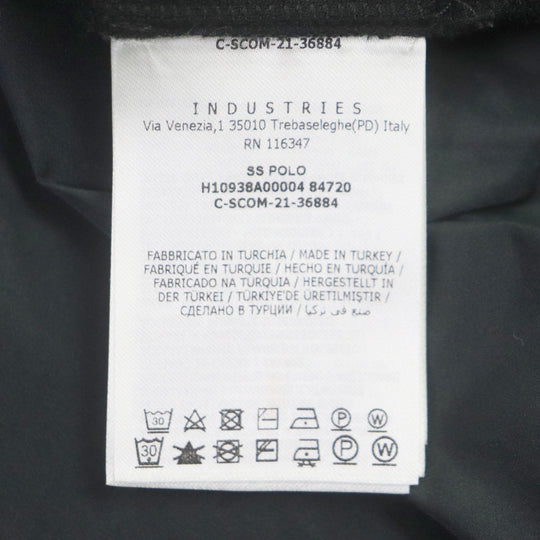 C-SCOM-21-36884
INDUSTRIES
Via Venezia,1 35010 Trebaseleghe(PD) Italy
RN 116347
SS POLO
H10938A00004 84720
C-SCOM-21-36884
FABBRICATO IN TURCHIA / MADE IN TURKEY /
FABRIQUÉ EN TURQUIE / HECHO EN TURQUÍA /
FABRICADO NA TURQUIA / HERGESTELLT IN
DER TÜRKEI / TÜRKİYE'DE ÜRETİLMİŞTİR /
СДЕЛАНО В ТУРЦИИ / صنع في تركيا
30 P W
30 P W